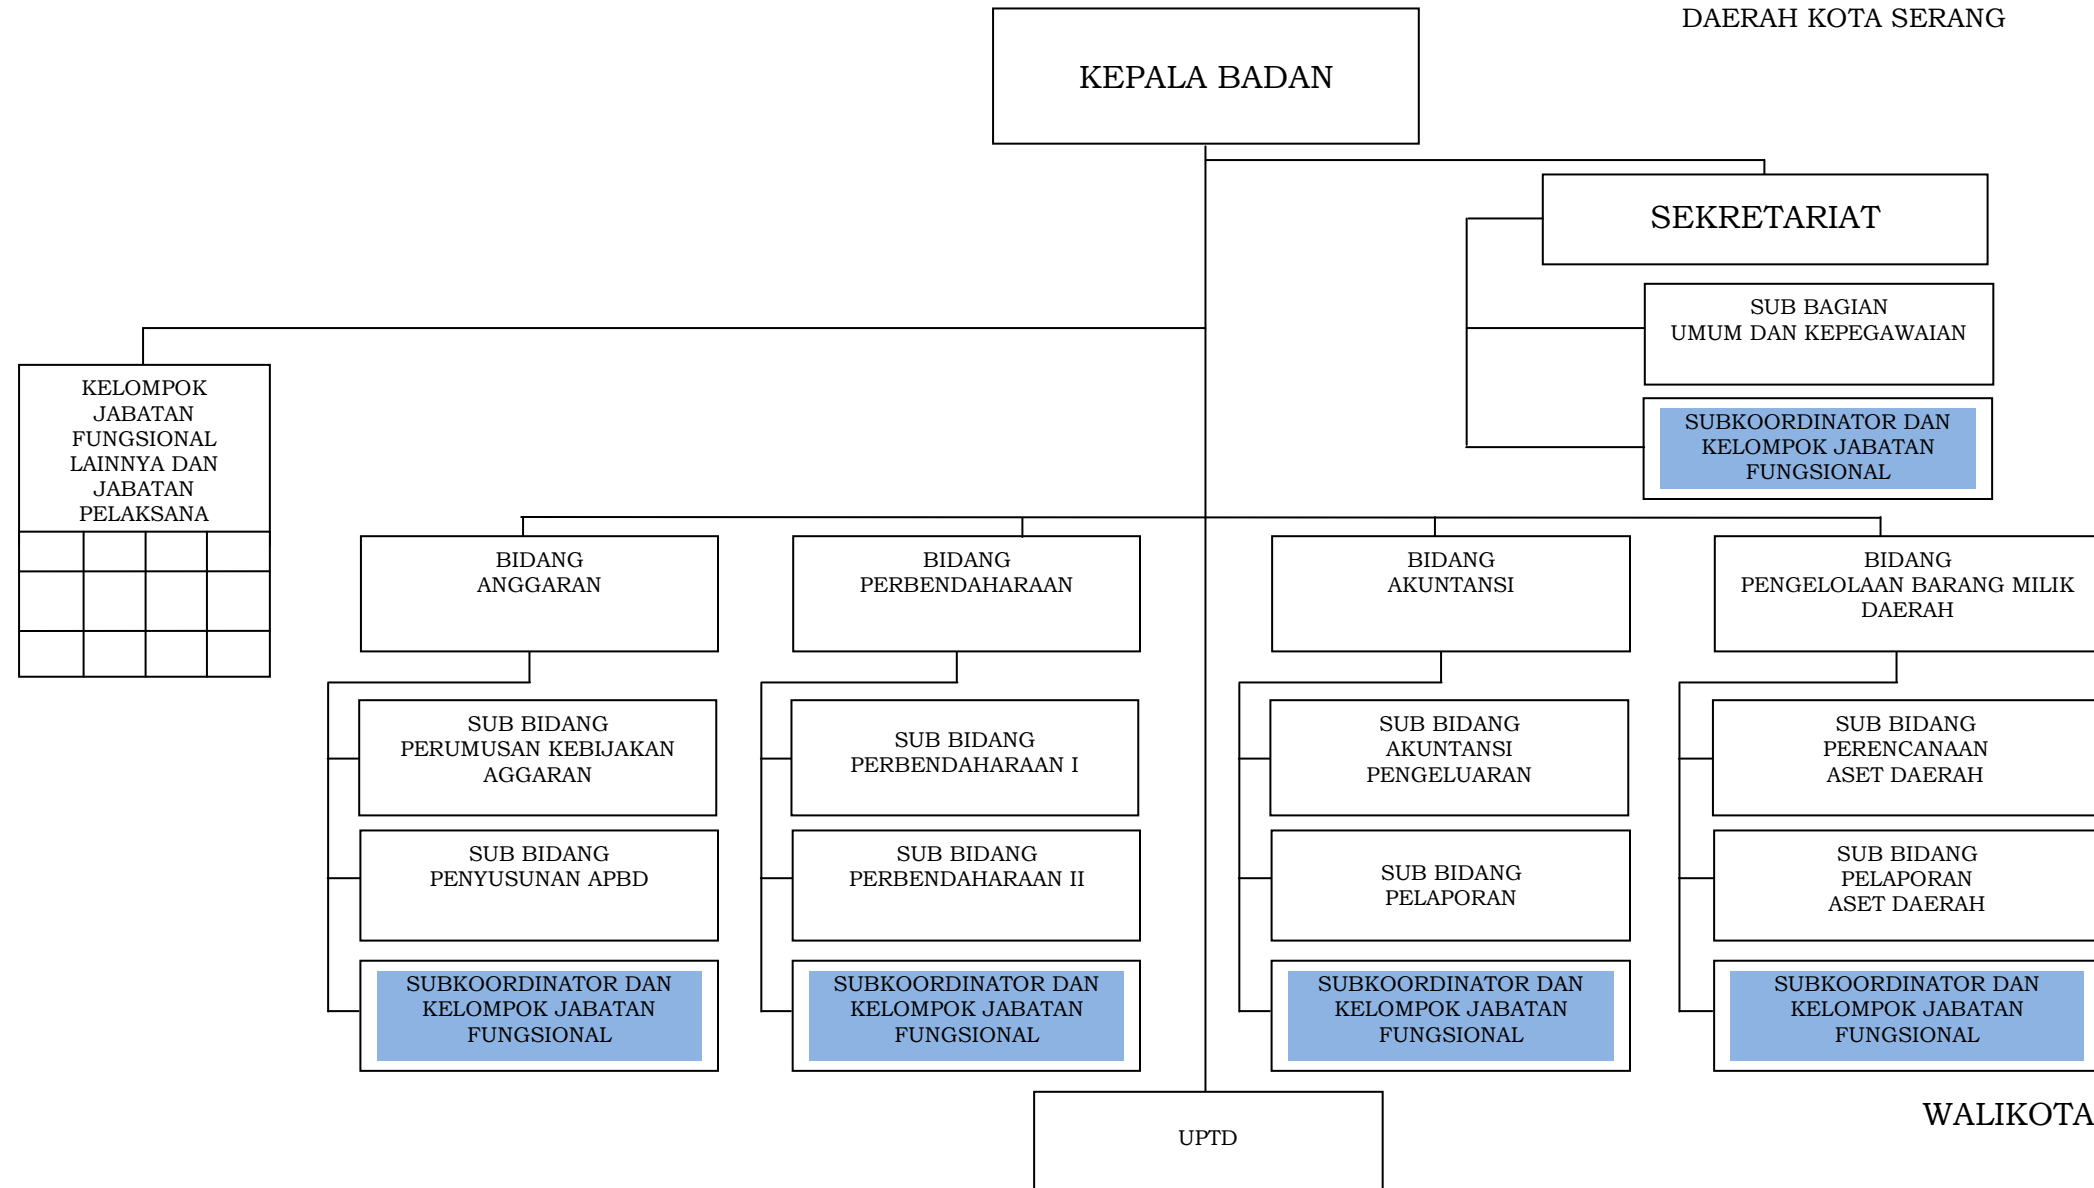 DAERAH KOTA SERANG
KEPALA BADAN
SEKRETARIAT
SUB BAGIAN
UMUM DAN KEPEGAWAIAN
SUBKOORDINATOR DAN
KELOMPOK JABATAN
FUNGSIONAL
KELOMPOK
JABATAN
FUNGSIONAL
LAINNYA DAN
JABATAN
PELAKSANA
BIDANG
ANGGARAN
BIDANG
PERBENDAHARAAN
BIDANG
AKUNTANSI
BIDANG
PENGELOLAAN BARANG MILIK
DAERAH
SUB BIDANG
PERUMUSAN KEBIJAKAN
AGGARAN
SUB BIDANG
PERBENDAHARAAN I
SUB BIDANG
AKUNTANSI
PENGELUARAN
SUB BIDANG
PERENCANAAN
ASET DAERAH
SUB BIDANG
PENYUSUNAN APBD
SUB BIDANG
PERBENDAHARAAN II
SUB BIDANG
PELAPORAN
SUB BIDANG
PELAPORAN
ASET DAERAH
SUBKOORDINATOR DAN
KELOMPOK JABATAN
FUNGSIONAL
SUBKOORDINATOR DAN
KELOMPOK JABATAN
FUNGSIONAL
SUBKOORDINATOR DAN
KELOMPOK JABATAN
FUNGSIONAL
SUBKOORDINATOR DAN
KELOMPOK JABATAN
FUNGSIONAL
UPTD
WALIKOTA